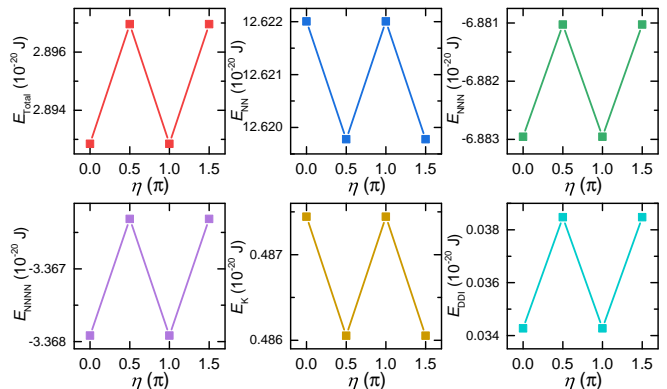 E_Total (10^-20 J)
2.896
2.894
0.0 0.5 1.0 1.5
η (π)
E_NN (10^-20 J)
12.622
12.621
12.620
0.0 0.5 1.0 1.5
η (π)
E_NNN (10^-20 J)
-6.881
-6.882
-6.883
0.0 0.5 1.0 1.5
η (π)
E_NNNN (10^-20 J)
-3.367
-3.368
0.0 0.5 1.0 1.5
η (π)
E_K (10^-20 J)
0.487
0.486
0.0 0.5 1.0 1.5
η (π)
E_DDI (10^-20 J)
0.038
0.036
0.034
0.0 0.5 1.0 1.5
η (π)